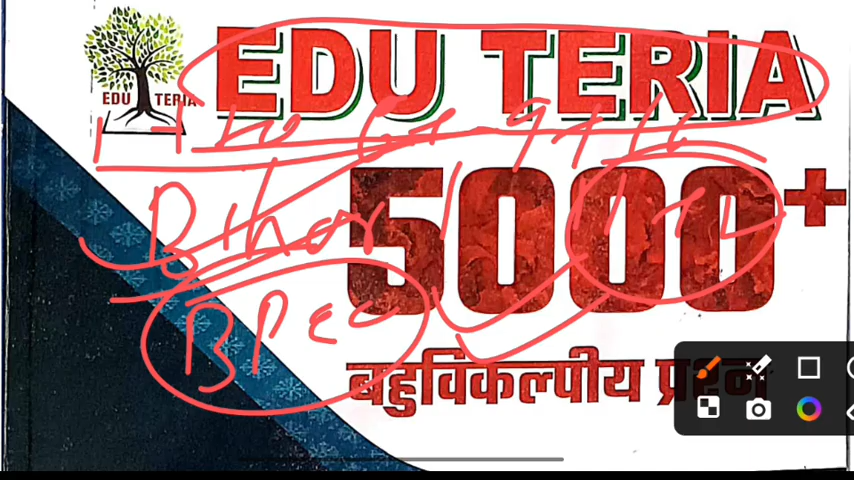 EDU TERIA
EDU TERIA
Bihar
5000+
BPSC
बहुविकल्पीय प्रश्न